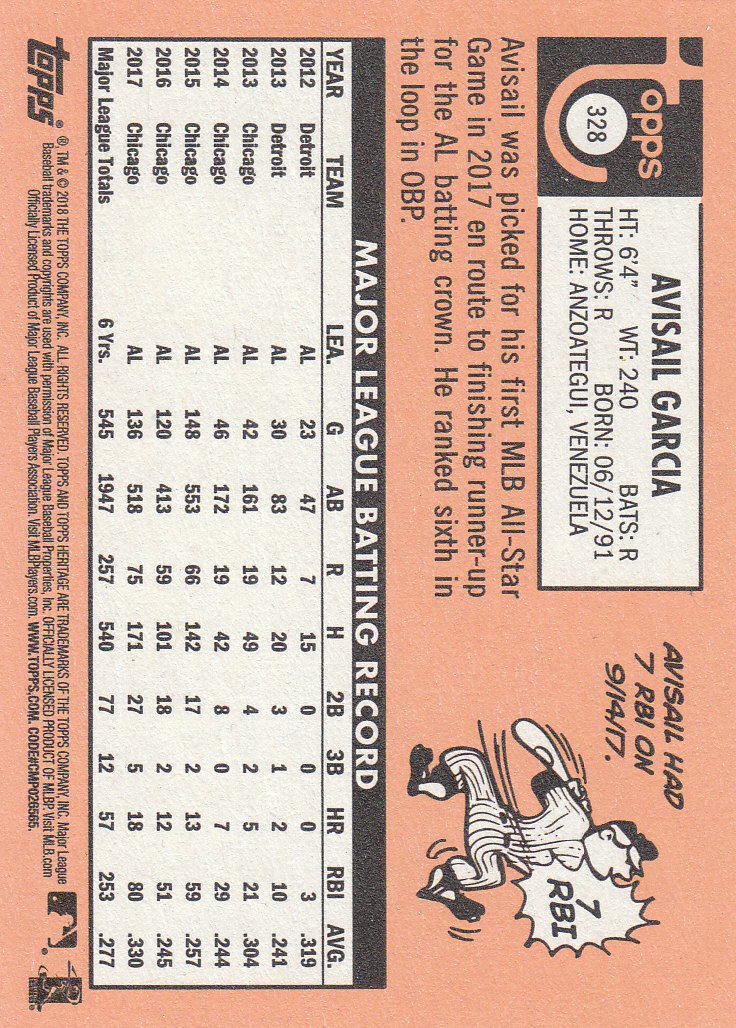 topps
328
AVISAIL GARCIA
HT: 6'4" WT: 240 BATS: R
THROWS: R BORN: 06/12/91
HOME: ANZOATEGUI, VENEZUELA
Avisail was picked for his first MLB All-Star
Game in 2017 en route to finishing runner-up
for the AL batting crown. He ranked sixth in
the loop in OBP.
AVISAIL HAD
7 RBI ON
9/14/17.
7
RBI
MAJOR LEAGUE BATTING RECORD
YEAR TEAM LEA. G AB R H 2B 3B HR RBI AVG.
2012 Detroit AL 23 47 7 15 0 0 0 3 .319
2013 Detroit AL 30 83 12 20 3 1 2 10 .241
2013 Chicago AL 42 161 19 49 4 2 5 21 .304
2014 Chicago AL 46 172 19 42 8 0 7 29 .244
2015 Chicago AL 148 553 66 142 17 2 13 59 .257
2016 Chicago AL 120 413 59 101 18 2 12 51 .245
2017 Chicago AL 136 518 75 171 27 5 18 80 .330
Major League Totals 6 Yrs. 545 1947 257 540 77 12 57 253 .277
topps®
®, TM & © 2018 THE TOPPS COMPANY, INC. ALL RIGHTS RESERVED. TOPPS AND TOPPS HERITAGE ARE TRADEMARKS OF THE TOPPS COMPANY, INC. Major League
Baseball trademarks and copyrights are used with permission of Major League Baseball Properties, Inc. OFFICIALLY LICENSED PRODUCT OF MLBP. Visit MLB.com
Officially Licensed Product of Major League Baseball Players Association. Visit MLBPlayers.com. WWW.TOPPS.COM. CODE#CMP026565.